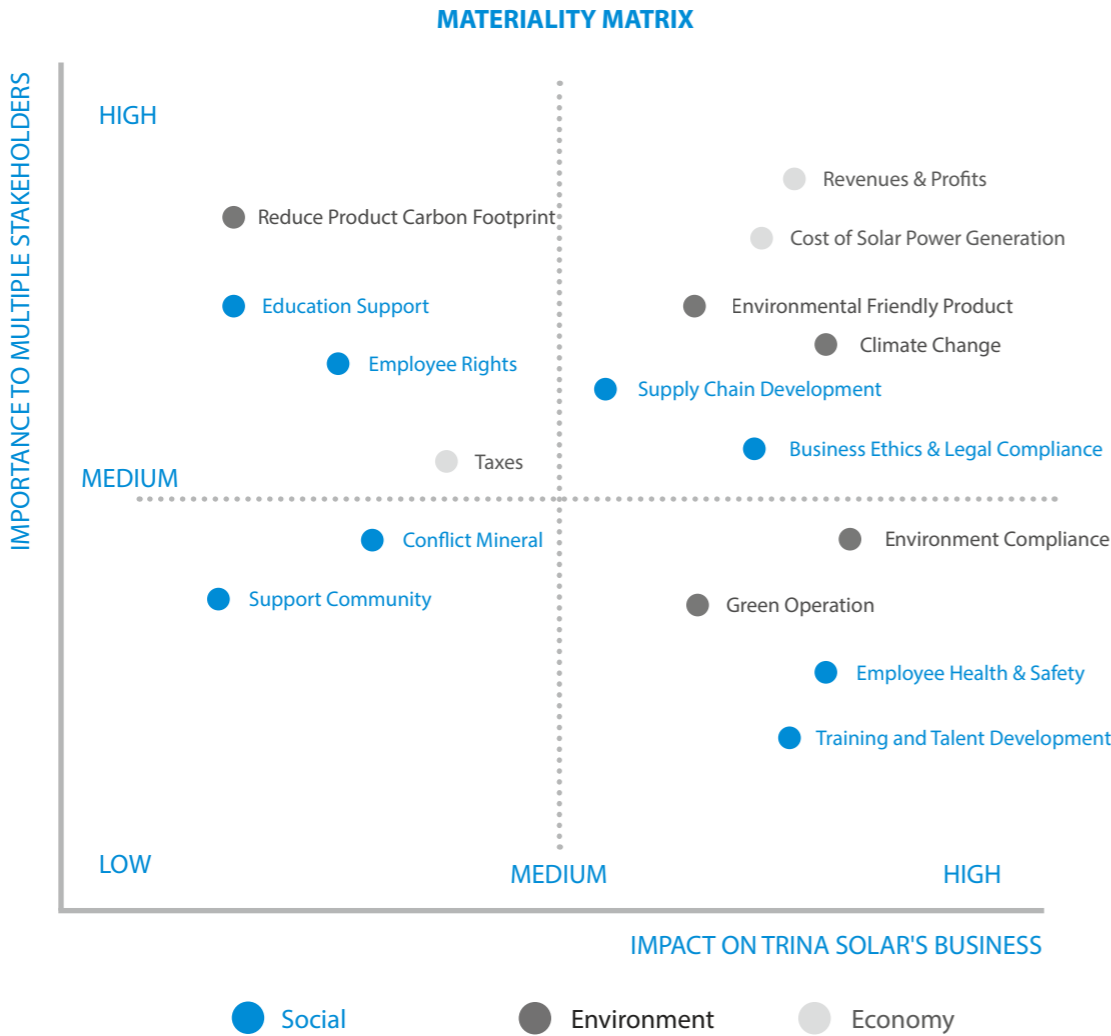 MATERIALITY MATRIX
IMPORTANCE TO MULTIPLE STAKEHOLDERS
HIGH
Revenues & Profits
Reduce Product Carbon Footprint
Cost of Solar Power Generation
Education Support
Environmental Friendly Product
Climate Change
Employee Rights
Supply Chain Development
Business Ethics & Legal Compliance
Taxes
MEDIUM
Conflict Mineral
Environment Compliance
Support Community
Green Operation
Employee Health & Safety
Training and Talent Development
LOW
MEDIUM
HIGH
IMPACT ON TRINA SOLAR'S BUSINESS
Social
Environment
Economy